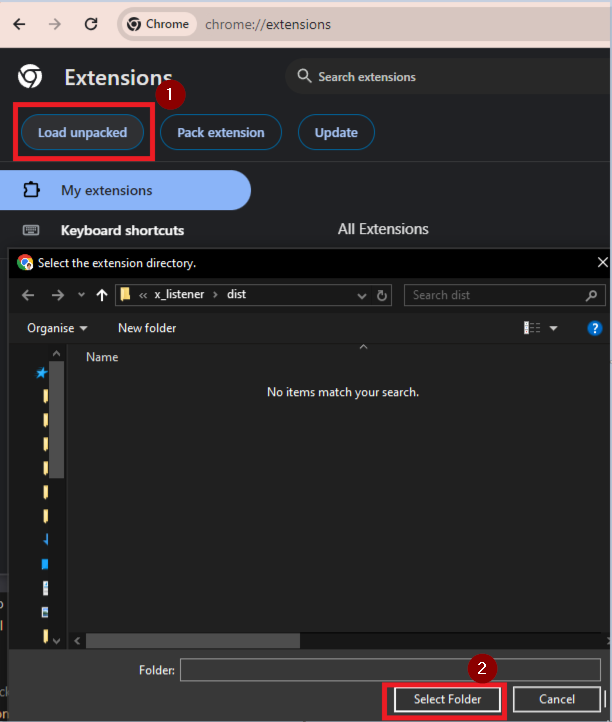 Chrome chrome://extensions
Extensions
Search extensions
1
Load unpacked Pack extension Update
My extensions
Keyboard shortcuts
All Extensions
Select the extension directory.
« x_listener > dist
Search dist
Organise New folder
?
Name
No items match your search.
Folder:
2
Select Folder Cancel